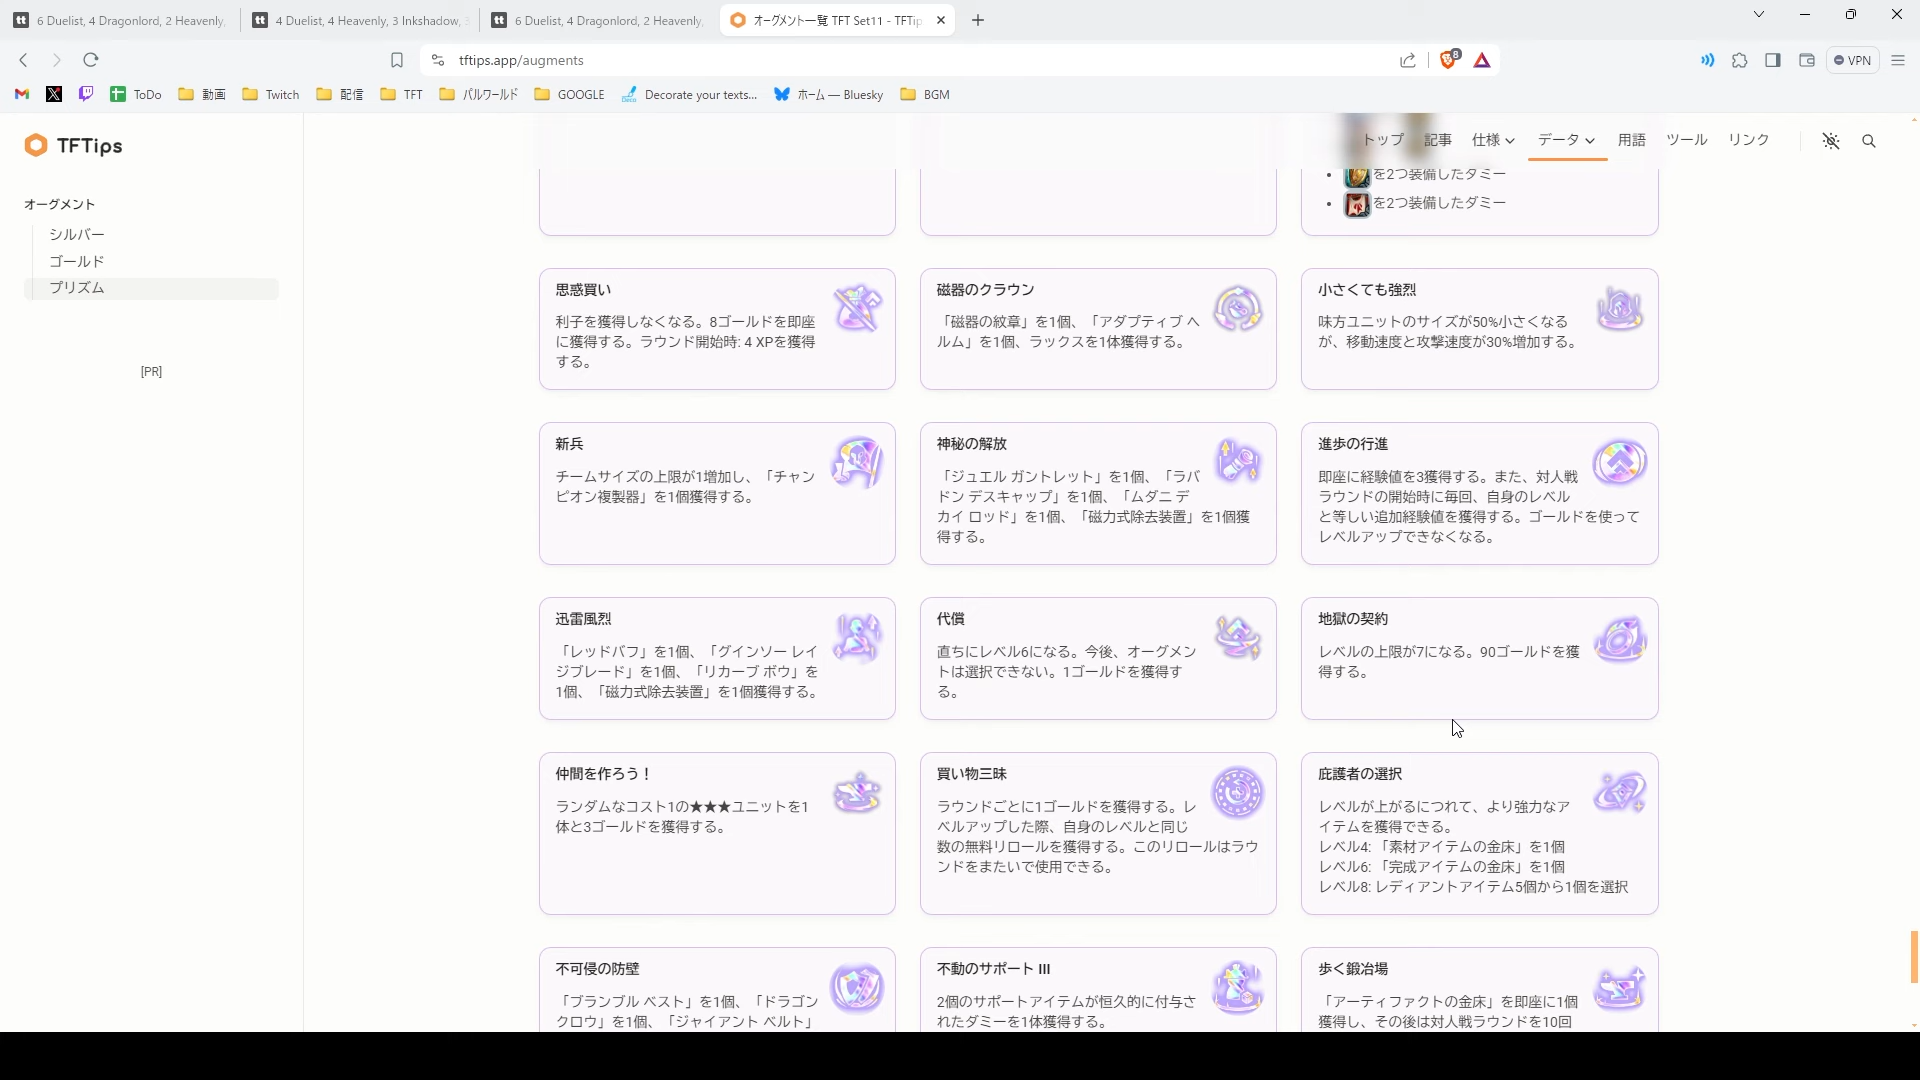 6 Duelist, 4 Dragonlord, 2 Heavenly,
4 Duelist, 4 Heavenly, 3 Inkshadow, 3
6 Duelist, 4 Dragonlord, 2 Heavenly,
オーグメント一覧 TFT Set11 - TFTip
tftips.app/augments
8
VPN
ToDo
動画
Twitch
配信
TFT
パルワールド
GOOGLE
Decorate your texts...
ホーム — Bluesky
BGM
TFTips
トップ
記事
仕様
データ
用語
ツール
リンク
オーグメント
シルバー
ゴールド
プリズム
[PR]
を2つ装備したダミー
を2つ装備したダミー
思惑買い
利子を獲得しなくなる。8ゴールドを即座
に獲得する。ラウンド開始時: 4 XPを獲得
する。
磁器のクラウン
「磁器の紋章」を1個、「アダプティブ ヘ
ルム」を1個、ラックスを1体獲得する。
小さくても強烈
味方ユニットのサイズが50%小さくなる
が、移動速度と攻撃速度が30%増加する。
新兵
チームサイズの上限が1増加し、「チャン
ピオン複製器」を1個獲得する。
神秘の解放
「ジュエル ガントレット」を1個、「ラバ
ドン デスキャップ」を1個、「ムダニ デ
カイ ロッド」を1個、「磁力式除去装置」を1個獲
得する。
進歩の行進
即座に経験値を3獲得する。また、対人戦
ラウンドの開始時に毎回、自身のレベル
と等しい追加経験値を獲得する。ゴールドを使って
レベルアップできなくなる。
迅雷風烈
「レッドバフ」を1個、「グインソー レイ
ジブレード」を1個、「リカーブ ボウ」を
1個、「磁力式除去装置」を1個獲得する。
代償
直ちにレベル6になる。今後、オーグメン
トは選択できない。1ゴールドを獲得す
る。
地獄の契約
レベルの上限が7になる。90ゴールドを獲
得する。
仲間を作ろう！
ランダムなコスト1の★★★ユニットを1
体と3ゴールドを獲得する。
買い物三昧
ラウンドごとに1ゴールドを獲得する。レ
ベルアップした際、自身のレベルと同じ
数の無料リロールを獲得する。このリロールはラウ
ンドをまたいで使用できる。
庇護者の選択
レベルが上がるにつれて、より強力なア
イテムを獲得できる。
レベル4: 「素材アイテムの金床」を1個
レベル6: 「完成アイテムの金床」を1個
レベル8: レディアントアイテム5個から1個を選択
不可侵の防壁
「ブランブル ベスト」を1個、「ドラゴン
クロウ」を1個、「ジャイアント ベルト」
不動のサポート III
2個のサポートアイテムが恒久的に付与さ
れたダミーを1体獲得する。
歩く鍛冶場
「アーティファクトの金床」を即座に1個
獲得し、その後は対人戦ラウンドを10回